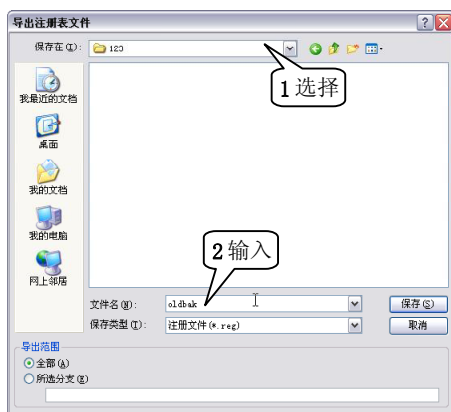 导出注册表文件
保存在(I): 123
1 选择
我最近的文档
桌面
我的文档
我的电脑
网上邻居
2 输入
文件名(N): oldbak 保存(S)
保存类型(T): 注册文件(*.reg) 取消
导出范围
全部(A)
所选分支(E)